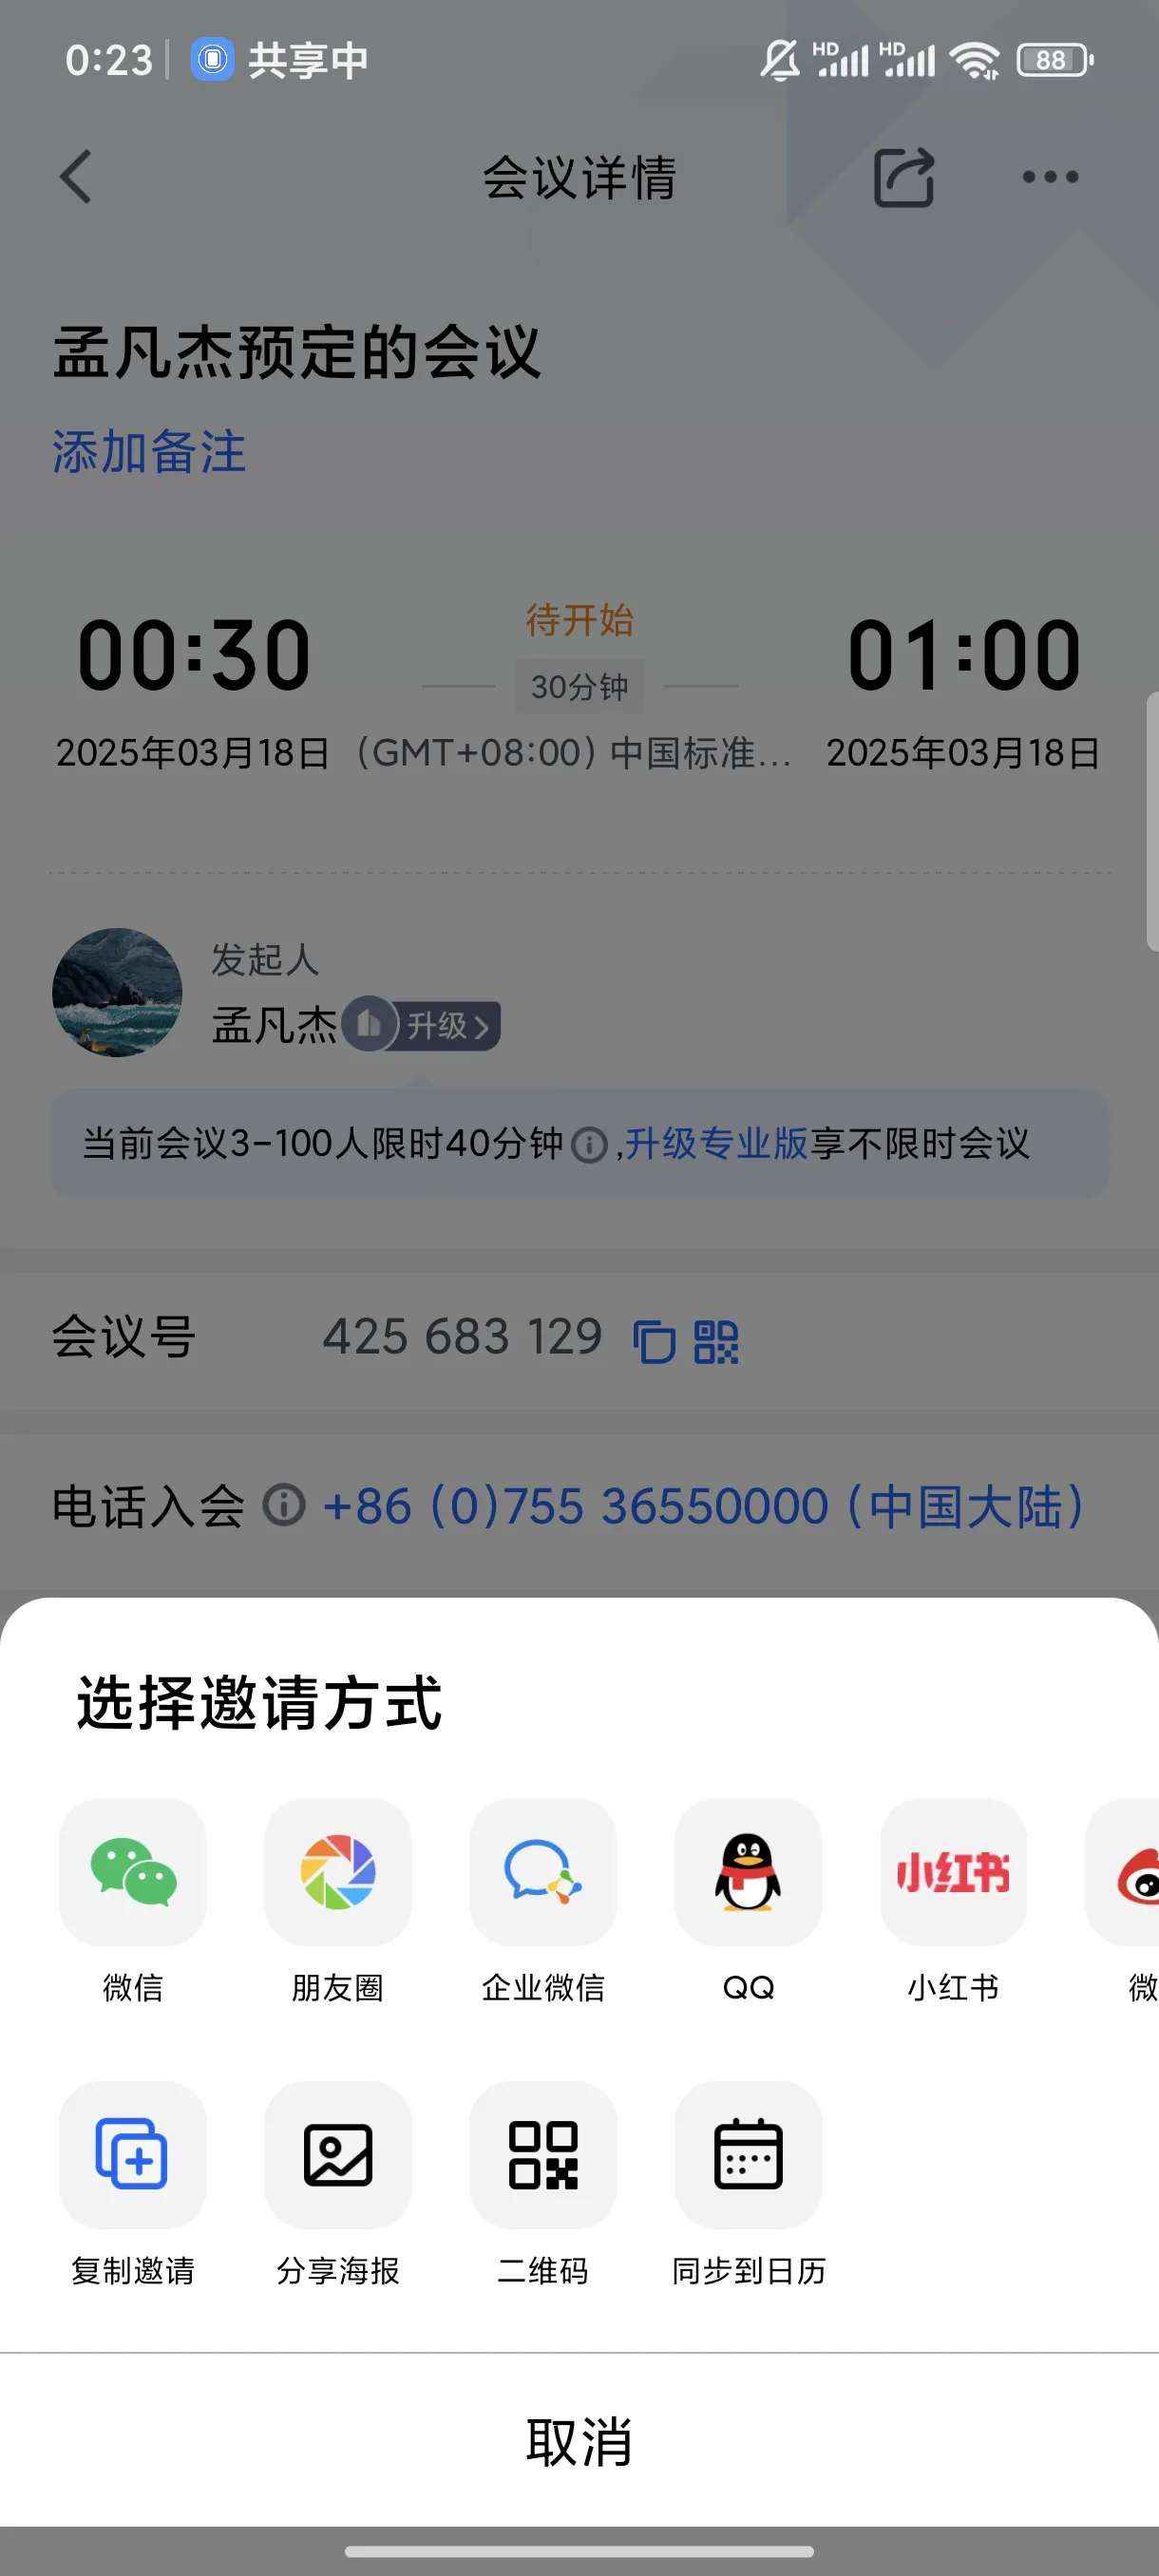 0:23 共享中 HD HD 88
会议详情
孟凡杰预定的会议
添加备注
00:30 待开始 01:00
30分钟
2025年03月18日 (GMT+08:00) 中国标准... 2025年03月18日
发起人
孟凡杰 升级
当前会议3-100人限时40分钟 ,升级专业版享不限时会议
会议号 425 683 129
电话入会 +86 (0)755 36550000 (中国大陆)
选择邀请方式
小红书
微信 朋友圈 企业微信 QQ 小红书 微
复制邀请 分享海报 二维码 同步到日历
取消